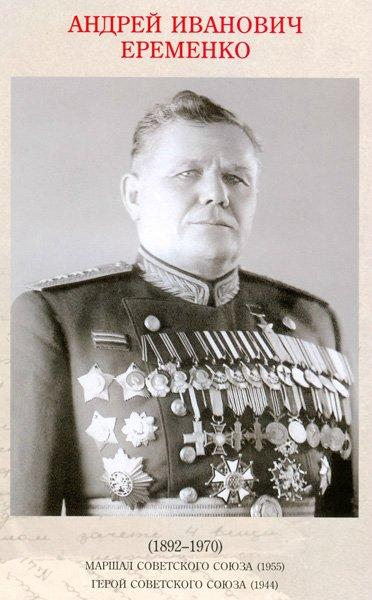 АНДРЕЙ ИВАНОВИЧ
ЕРЕМЕНКО
(1892–1970)
МАРШАЛ СОВЕТСКОГО СОЮЗА (1955)
ГЕРОЙ СОВЕТСКОГО СОЮЗА (1944)